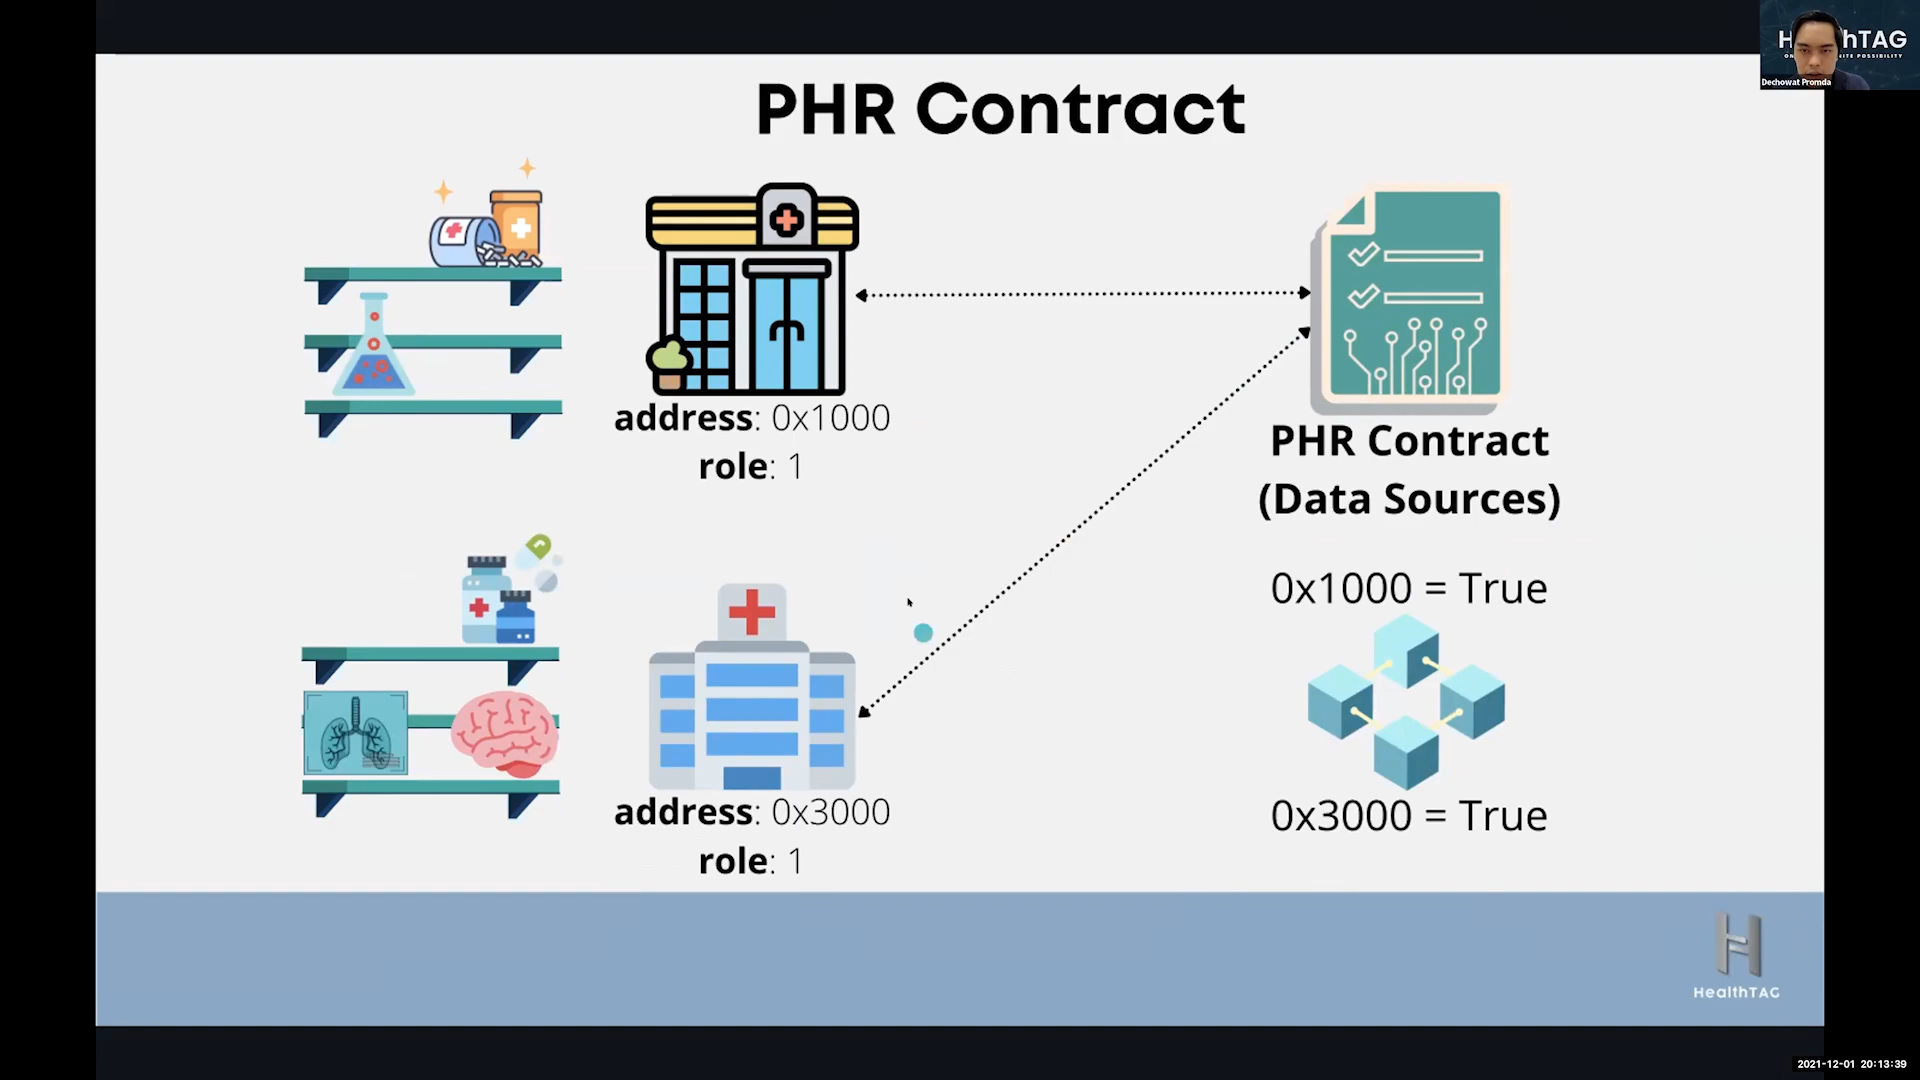 PHR Contract
HealthTAG
Dechowat Promda
address: 0x1000
role: 1
PHR Contract
(Data Sources)
0x1000 = True
0x3000 = True
address: 0x3000
role: 1
HealthTAG
2021-12-01 20:13:39